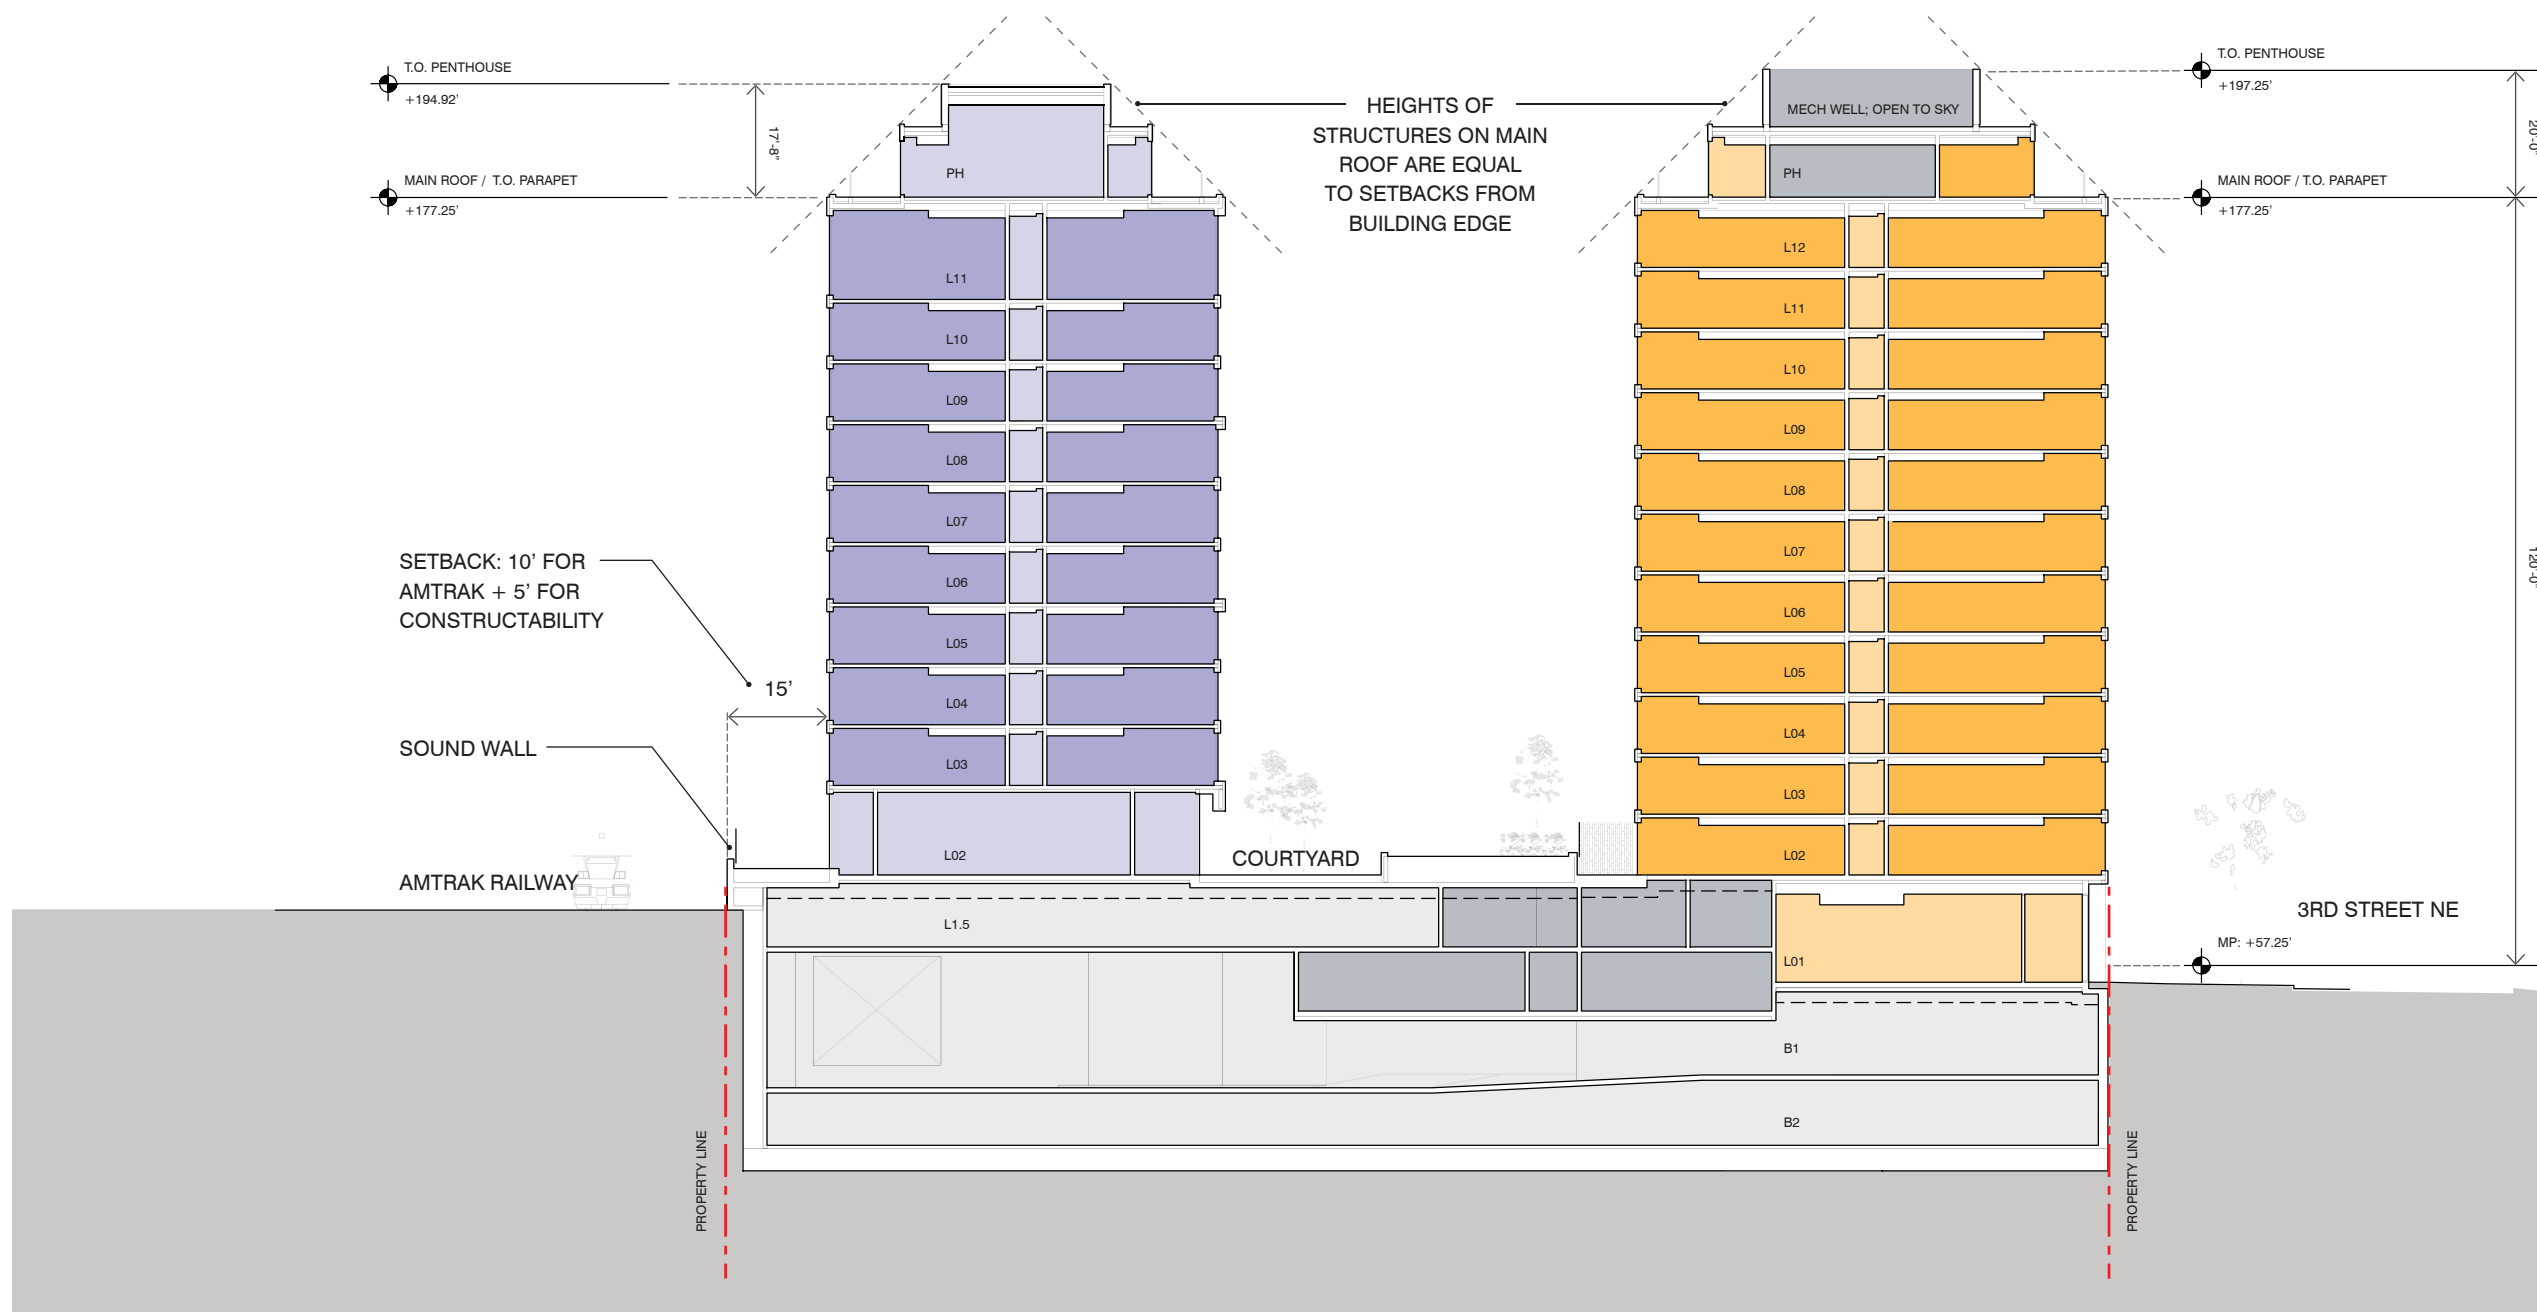 T.O. PENTHOUSE
+194.92’
17'-8"
MAIN ROOF / T.O. PARAPET
+177.25’
HEIGHTS OF
STRUCTURES ON MAIN
ROOF ARE EQUAL
TO SETBACKS FROM
BUILDING EDGE
T.O. PENTHOUSE
+197.25’
20'-0"
MAIN ROOF / T.O. PARAPET
+177.25’
120'-0"
MECH WELL; OPEN TO SKY
PH
PH
L11
L10
L09
L08
L07
L06
L05
L04
L03
L02
L12
L11
L10
L09
L08
L07
L06
L05
L04
L03
L02
SETBACK: 10’ FOR
AMTRAK + 5’ FOR
CONSTRUCTABILITY
15’
SOUND WALL
AMTRAK RAILWAY
COURTYARD
3RD STREET NE
MP: +57.25’
L1.5
L01
B1
B2
PROPERTY LINE
PROPERTY LINE